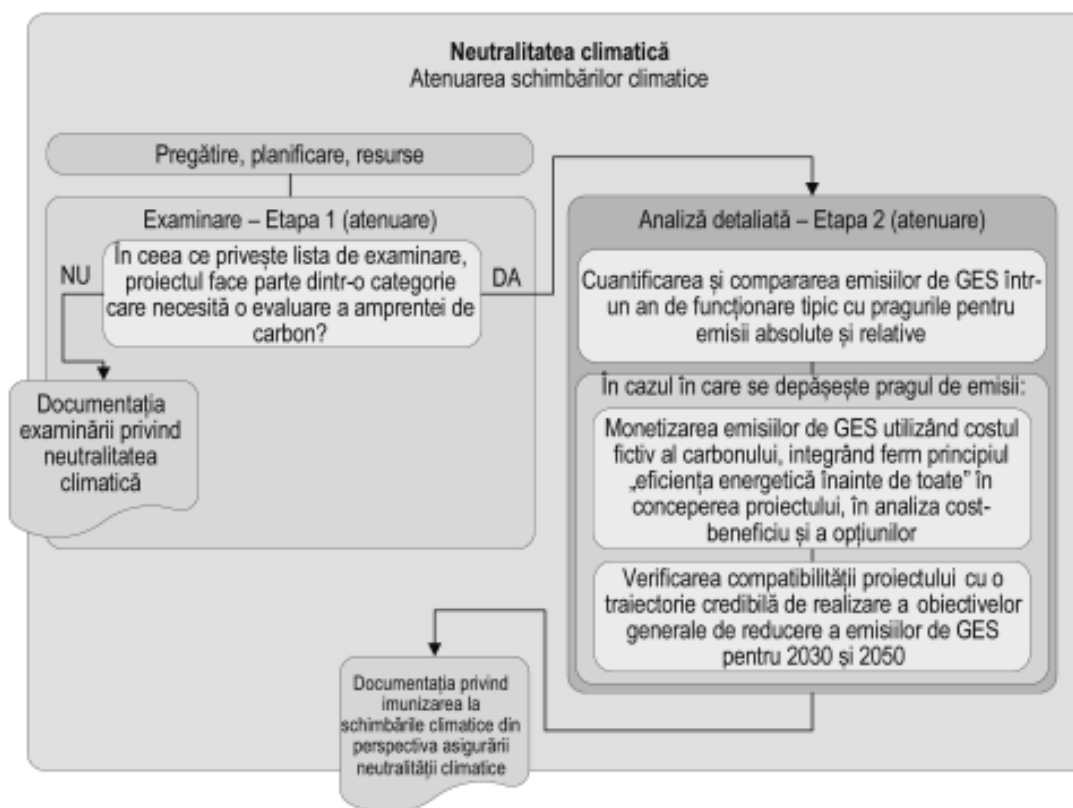 Neutralitatea climatică
Atenuarea schimbărilor climatice
Pregătire, planificare, resurse
Examinare – Etapa 1 (atenuare)
În ceea ce privește lista de examinare,
proiectul face parte dintr-o categorie
care necesită o evaluare a amprentei de
carbon?
NU
DA
Documentația
examinării privind
neutralitatea
climatică
Analiză detaliată – Etapa 2 (atenuare)
Cuantificarea și compararea emisiilor de GES într-
un an de funcționare tipic cu pragurile pentru
emisii absolute și relative
În cazul în care se depășește pragul de emisii:
Monetizarea emisiilor de GES utilizând costul
fictiv al carbonului, integrând ferm principiul
„eficiența energetică înainte de toate” în
conceperea proiectului, în analiza cost-
beneficiu și a opțiunilor
Verificarea compatibilității proiectului cu o
traiectorie credibilă de realizare a obiectivelor
generale de reducere a emisiilor de GES
pentru 2030 și 2050
Documentația privind
imunizarea la
schimbările climatice din
perspectiva asigurării
neutralității climatice